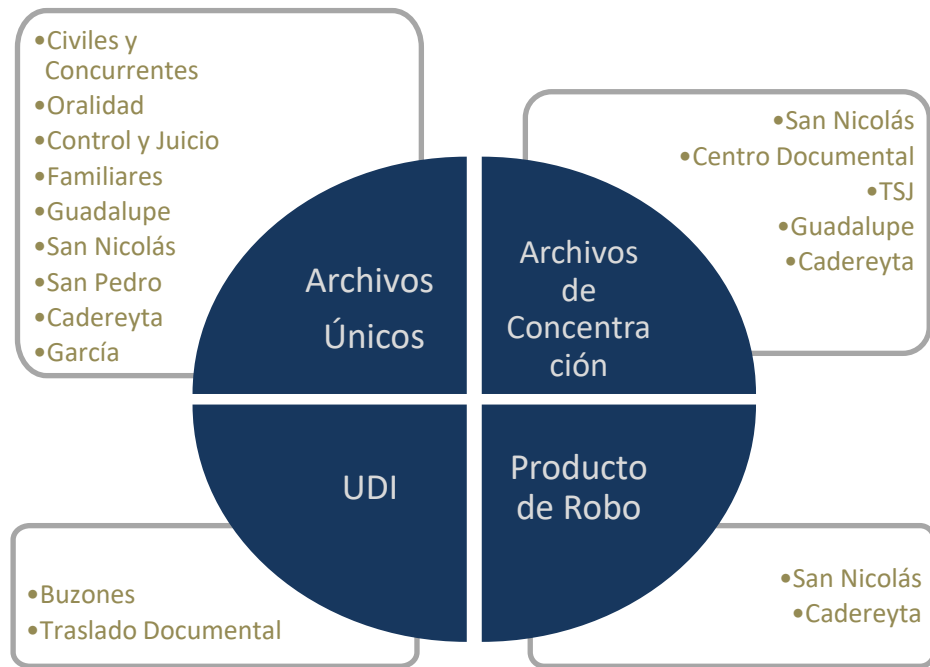 •Civiles y
Concurrentes
•Oralidad
•Control y Juicio
•Familiares
•Guadalupe
•San Nicolás
•San Pedro
•Cadereyta
•García
Archivos
Únicos
•San Nicolás
•Centro Documental
•TSJ
•Guadalupe
•Cadereyta
Archivos
de
Concentra
ción
UDI
•Buzones
•Traslado Documental
Producto
de Robo
•San Nicolás
•Cadereyta